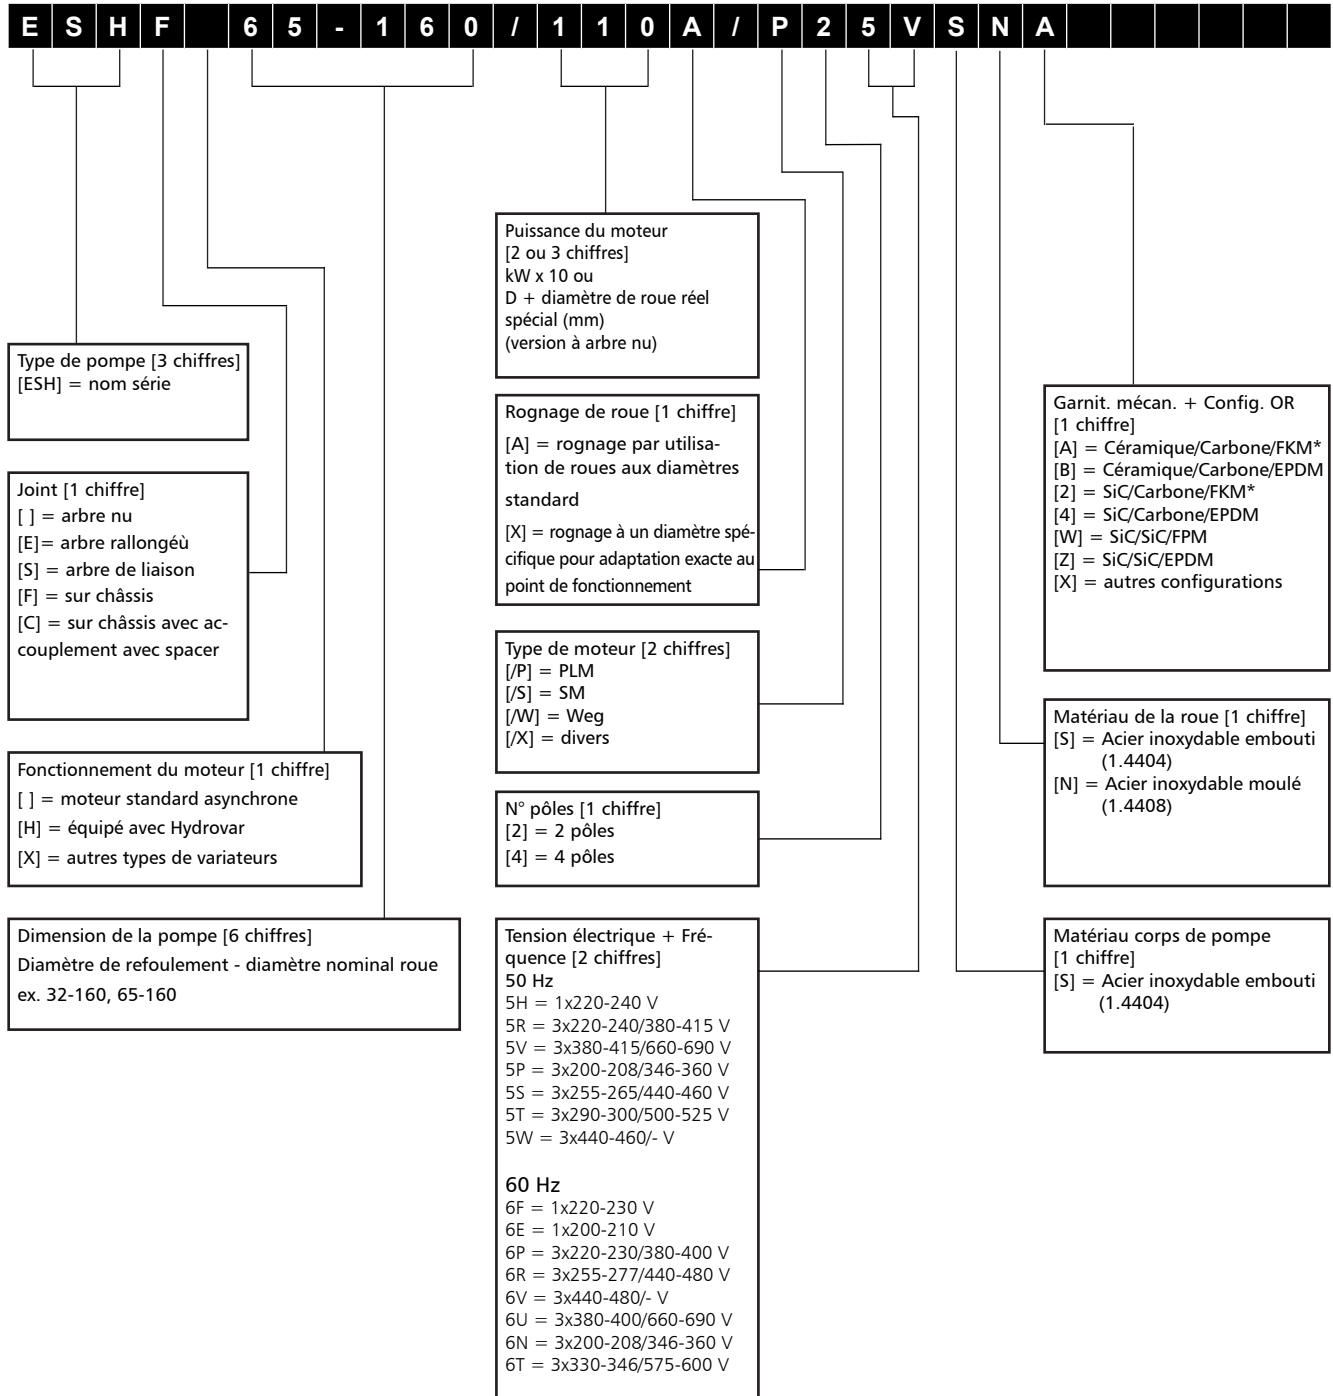 ESHF 65-160/110A/P25VSNA
Type de pompe [3 chiffres]
[ESH] = nom série
Joint [1 chiffre]
[ ] = arbre nu
[E]= arbre rallongéù
[S] = arbre de liaison
[F] = sur châssis
[C] = sur châssis avec ac-
couplement avec spacer
Fonctionnement du moteur [1 chiffre]
[ ] = moteur standard asynchrone
[H] = équipé avec Hydrovar
[X] = autres types de variateurs
Dimension de la pompe [6 chiffres]
Diamètre de refoulement - diamètre nominal roue
ex. 32-160, 65-160
Puissance du moteur
[2 ou 3 chiffres]
kW x 10 ou
D + diamètre de roue réel
spécial (mm)
(version à arbre nu)
Rognage de roue [1 chiffre]
[A] = rognage par utilisa-
tion de roues aux diamètres
standard
[X] = rognage à un diamètre spé-
cifique pour adaptation exacte au
point de fonctionnement
Type de moteur [2 chiffres]
[/P] = PLM
[/S] = SM
[/W] = Weg
[/X] = divers
N° pôles [1 chiffre]
[2] = 2 pôles
[4] = 4 pôles
Tension électrique + Fré-
quence [2 chiffres]
50 Hz
5H = 1x220-240 V
5R = 3x220-240/380-415 V
5V = 3x380-415/660-690 V
5P = 3x200-208/346-360 V
5S = 3x255-265/440-460 V
5T = 3x290-300/500-525 V
5W = 3x440-460/- V
60 Hz
6F = 1x220-230 V
6E = 1x200-210 V
6P = 3x220-230/380-400 V
6R = 3x255-277/440-480 V
6V = 3x440-480/- V
6U = 3x380-400/660-690 V
6N = 3x200-208/346-360 V
6T = 3x330-346/575-600 V
Garnit. mécan. + Config. OR
[1 chiffre]
[A] = Céramique/Carbone/FKM*
[B] = Céramique/Carbone/EPDM
[2] = SiC/Carbone/FKM*
[4] = SiC/Carbone/EPDM
[W] = SiC/SiC/FPM
[Z] = SiC/SiC/EPDM
[X] = autres configurations
Matériau de la roue [1 chiffre]
[S] = Acier inoxydable embouti
(1.4404)
[N] = Acier inoxydable moulé
(1.4408)
Matériau corps de pompe
[1 chiffre]
[S] = Acier inoxydable embouti
(1.4404)